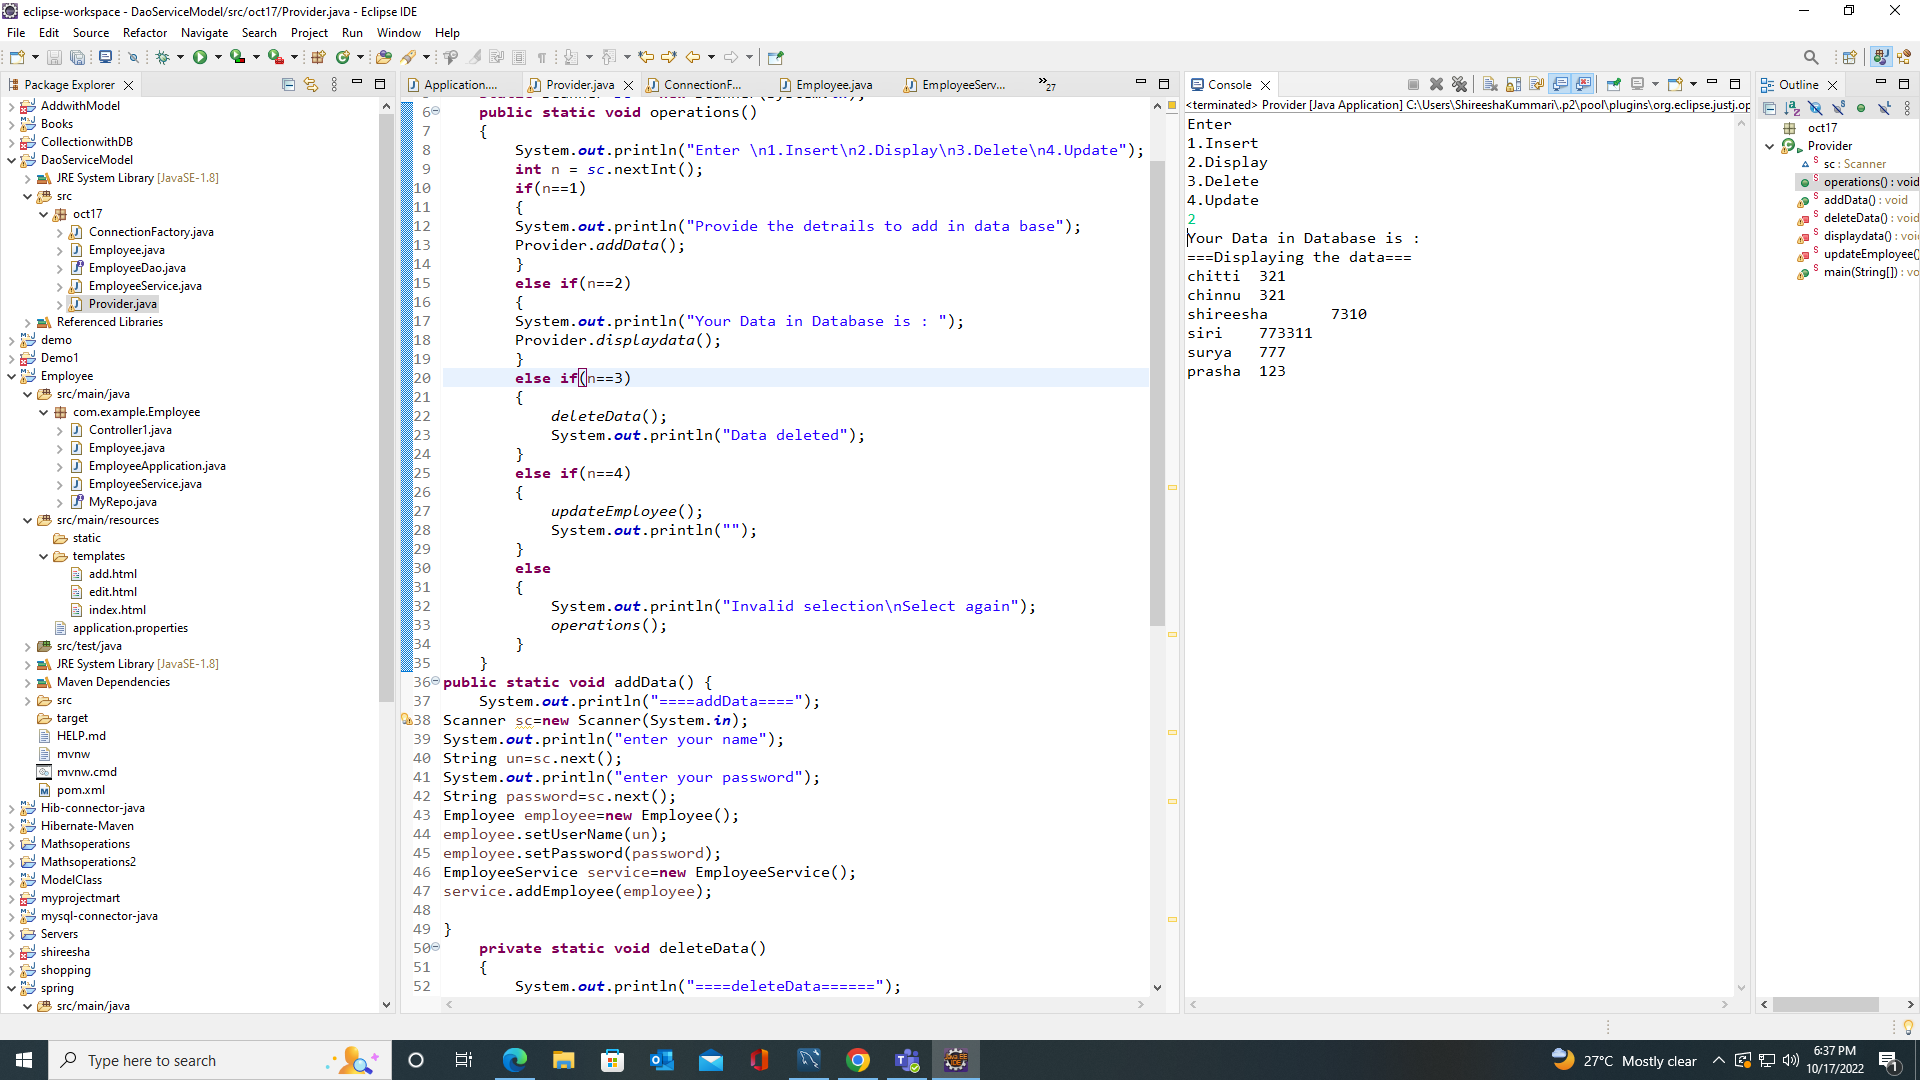 eclipse-workspace - DaoServiceModel/src/oct17/Provider.java - Eclipse IDE
File Edit Source Refactor Navigate Search Project Run Window Help
Package Explorer
AddwithModel
Books
CollectionwithDB
DaoServiceModel
JRE System Library [JavaSE-1.8]
src
oct17
ConnectionFactory.java
Employee.java
EmployeeDao.java
EmployeeService.java
Provider.java
Referenced Libraries
demo
Demo1
Employee
src/main/java
com.example.Employee
Controller1.java
Employee.java
EmployeeApplication.java
EmployeeService.java
MyRepo.java
src/main/resources
static
templates
add.html
edit.html
index.html
application.properties
src/test/java
JRE System Library [JavaSE-1.8]
Maven Dependencies
src
target
HELP.md
mvnw
mvnw.cmd
pom.xml
Hib-connector-java
Hibernate-Maven
Mathsoperations
Mathsoperations2
ModelClass
myprojectmart
mysql-connector-java
Servers
shireesha
shopping
spring
src/main/java
Application.... Provider.java ConnectionF... Employee.java EmployeeServ... »27
6 public static void operations()
7 {
8 System.out.println("Enter \n1.Insert\n2.Display\n3.Delete\n4.Update");
9 int n = sc.nextInt();
10 if(n==1)
11 {
12 System.out.println("Provide the detrails to add in data base");
13 Provider.addData();
14 }
15 else if(n==2)
16 {
17 System.out.println("Your Data in Database is : ");
18 Provider.displaydata();
19 }
20 else if(n==3)
21 {
22 deleteData();
23 System.out.println("Data deleted");
24 }
25 else if(n==4)
26 {
27 updateEmployee();
28 System.out.println("");
29 }
30 else
31 {
32 System.out.println("Invalid selection\nSelect again");
33 operations();
34 }
35 }
36 public static void addData() {
37 System.out.println("====addData====");
38 Scanner sc=new Scanner(System.in);
39 System.out.println("enter your name");
40 String un=sc.next();
41 System.out.println("enter your password");
42 String password=sc.next();
43 Employee employee=new Employee();
44 employee.setUserName(un);
45 employee.setPassword(password);
46 EmployeeService service=new EmployeeService();
47 service.addEmployee(employee);
48
49 }
50 private static void deleteData()
51 {
52 System.out.println("====deleteData======");
Console
<terminated> Provider [Java Application] C:\Users\ShireeshaKummari\.p2\pool\plugins\org.eclipse.justj.op
Enter
1.Insert
2.Display
3.Delete
4.Update
2
Your Data in Database is :
===Displaying the data===
chitti 321
chinnu 321
shireesha 7310
siri 773311
surya 777
prasha 123
Outline
oct17
Provider
sc : Scanner
operations() : void
addData() : void
deleteData() : void
displaydata() : voi
updateEmployee()
main(String[]) : vo
Type here to search
27°C Mostly clear
6:37 PM
10/17/2022
1